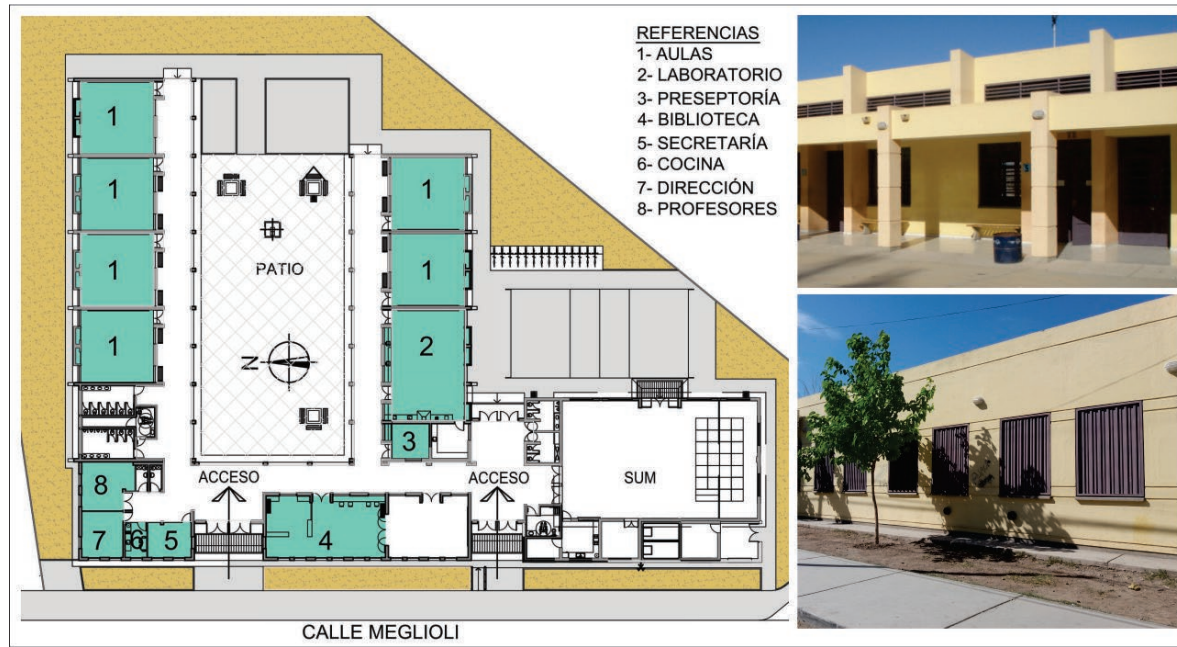 REFERENCIAS
1- AULAS
2- LABORATORIO
3- PRESEPTORÍA
4- BIBLIOTECA
5- SECRETARÍA
6- COCINA
7- DIRECCIÓN
8- PROFESORES
1
1
1
1
1
1
2
PATIO
N
3
8
ACCESO
ACCESO
SUM
7
6
5
4
CALLE MEGLIOLI